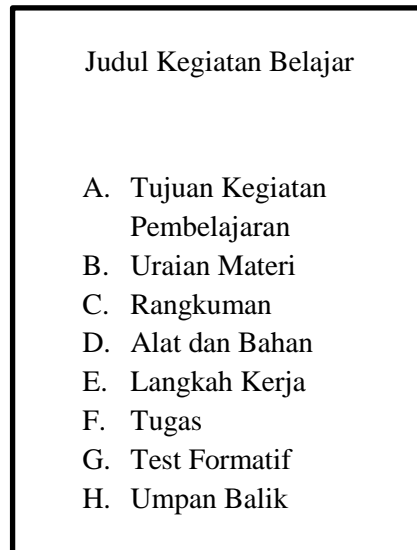 Judul Kegiatan Belajar
A. Tujuan Kegiatan
Pembelajaran
B. Uraian Materi
C. Rangkuman
D. Alat dan Bahan
E. Langkah Kerja
F. Tugas
G. Test Formatif
H. Umpan Balik